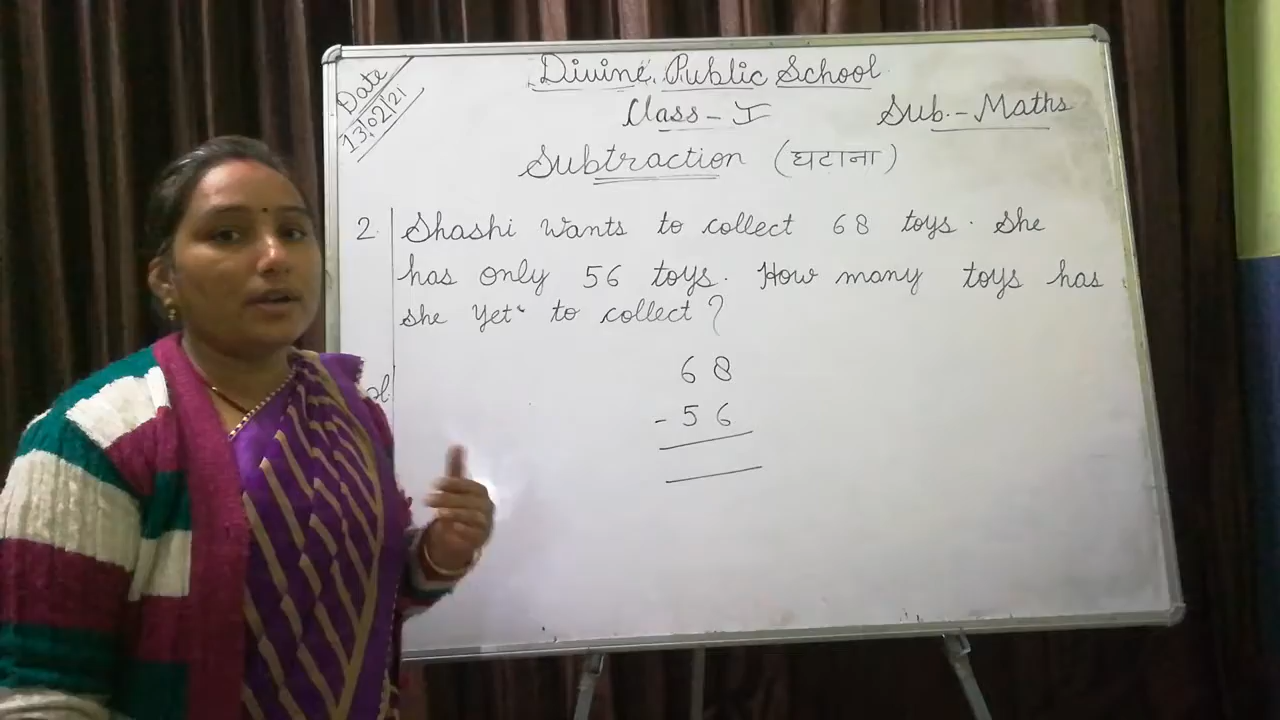 Date
13/02/21
Divine Public School
Class - I
Sub. - Maths
Subtraction (घटाना)
2. Shashi wants to collect 68 toys. She
has only 56 toys. How many toys has
she yet to collect?
68
ol.
- 56